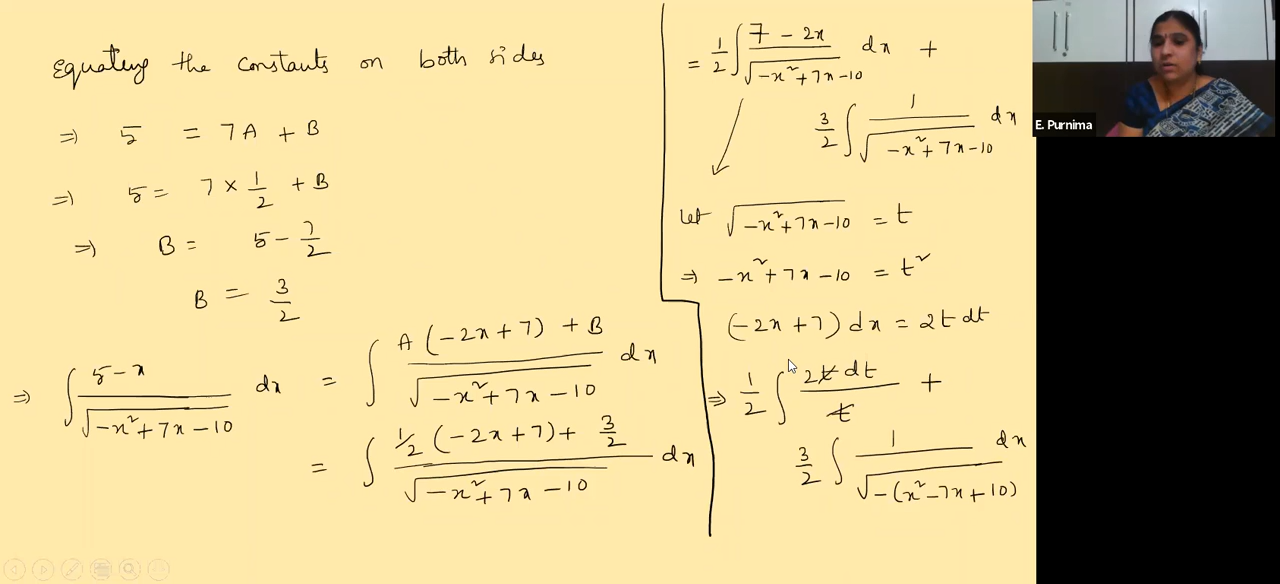 Equating the constants on both sides
⇒ 5 = 7A + B
⇒ 5 = 7 × 1/2 + B
⇒ B = 5 - 7/2
B = 3/2
⇒ ∫ (5-x)/√(-x²+7x-10) dx = ∫ (A(-2x+7) + B)/√(-x²+7x-10) dx
= ∫ (1/2(-2x+7) + 3/2)/√(-x²+7x-10) dx
= 1/2 ∫ (7-2x)/√(-x²+7x-10) dx +
3/2 ∫ 1/√(-x²+7x-10) dx
let √(-x²+7x-10) = t
⇒ -x²+7x-10 = t²
(-2x+7) dx = 2t dt
⇒ 1/2 ∫ 2t dt/t +
3/2 ∫ 1/√(-(x²-7x+10)) dx
E. Purnima